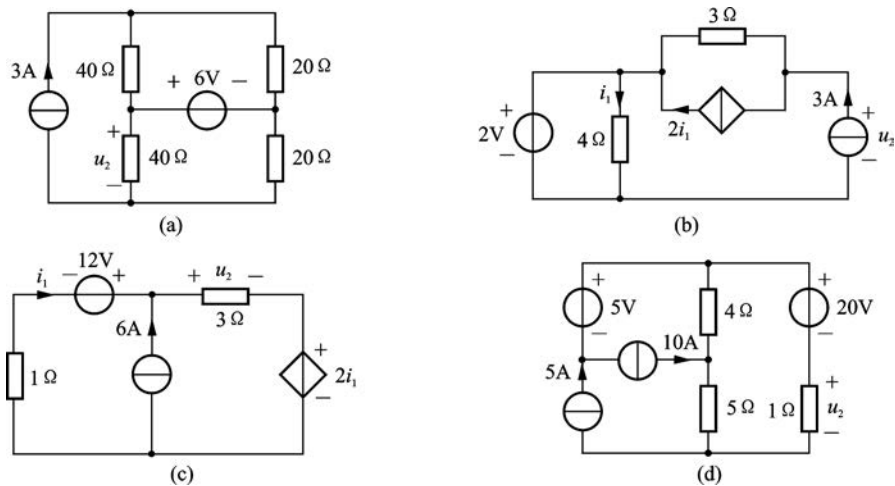 3A
40 Ω
+ 6V −
20 Ω
+
u₂
−
40 Ω
20 Ω
(a)
3 Ω
+
2V
−
i₁
4 Ω
2i₁
3A
+
u₂
−
(b)
i₁
− 12V +
+ u₂ −
3 Ω
6A
1 Ω
+
2i₁
−
(c)
+
5V
−
4 Ω
+
20V
−
10A
5A
5 Ω
1 Ω
+
u₂
−
(d)